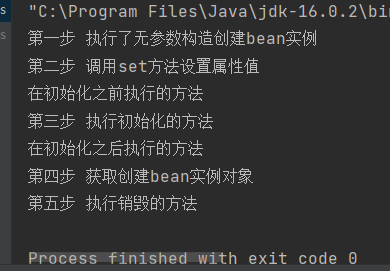 "C:\Program Files\Java\jdk-16.0.2\bin
第一步 执行了无参数构造创建bean实例
第二步 调用set方法设置属性值
在初始化之前执行的方法
第三步 执行初始化的方法
在初始化之后执行的方法
第四步 获取创建bean实例对象
第五步 执行销毁的方法
Process finished with exit code 0